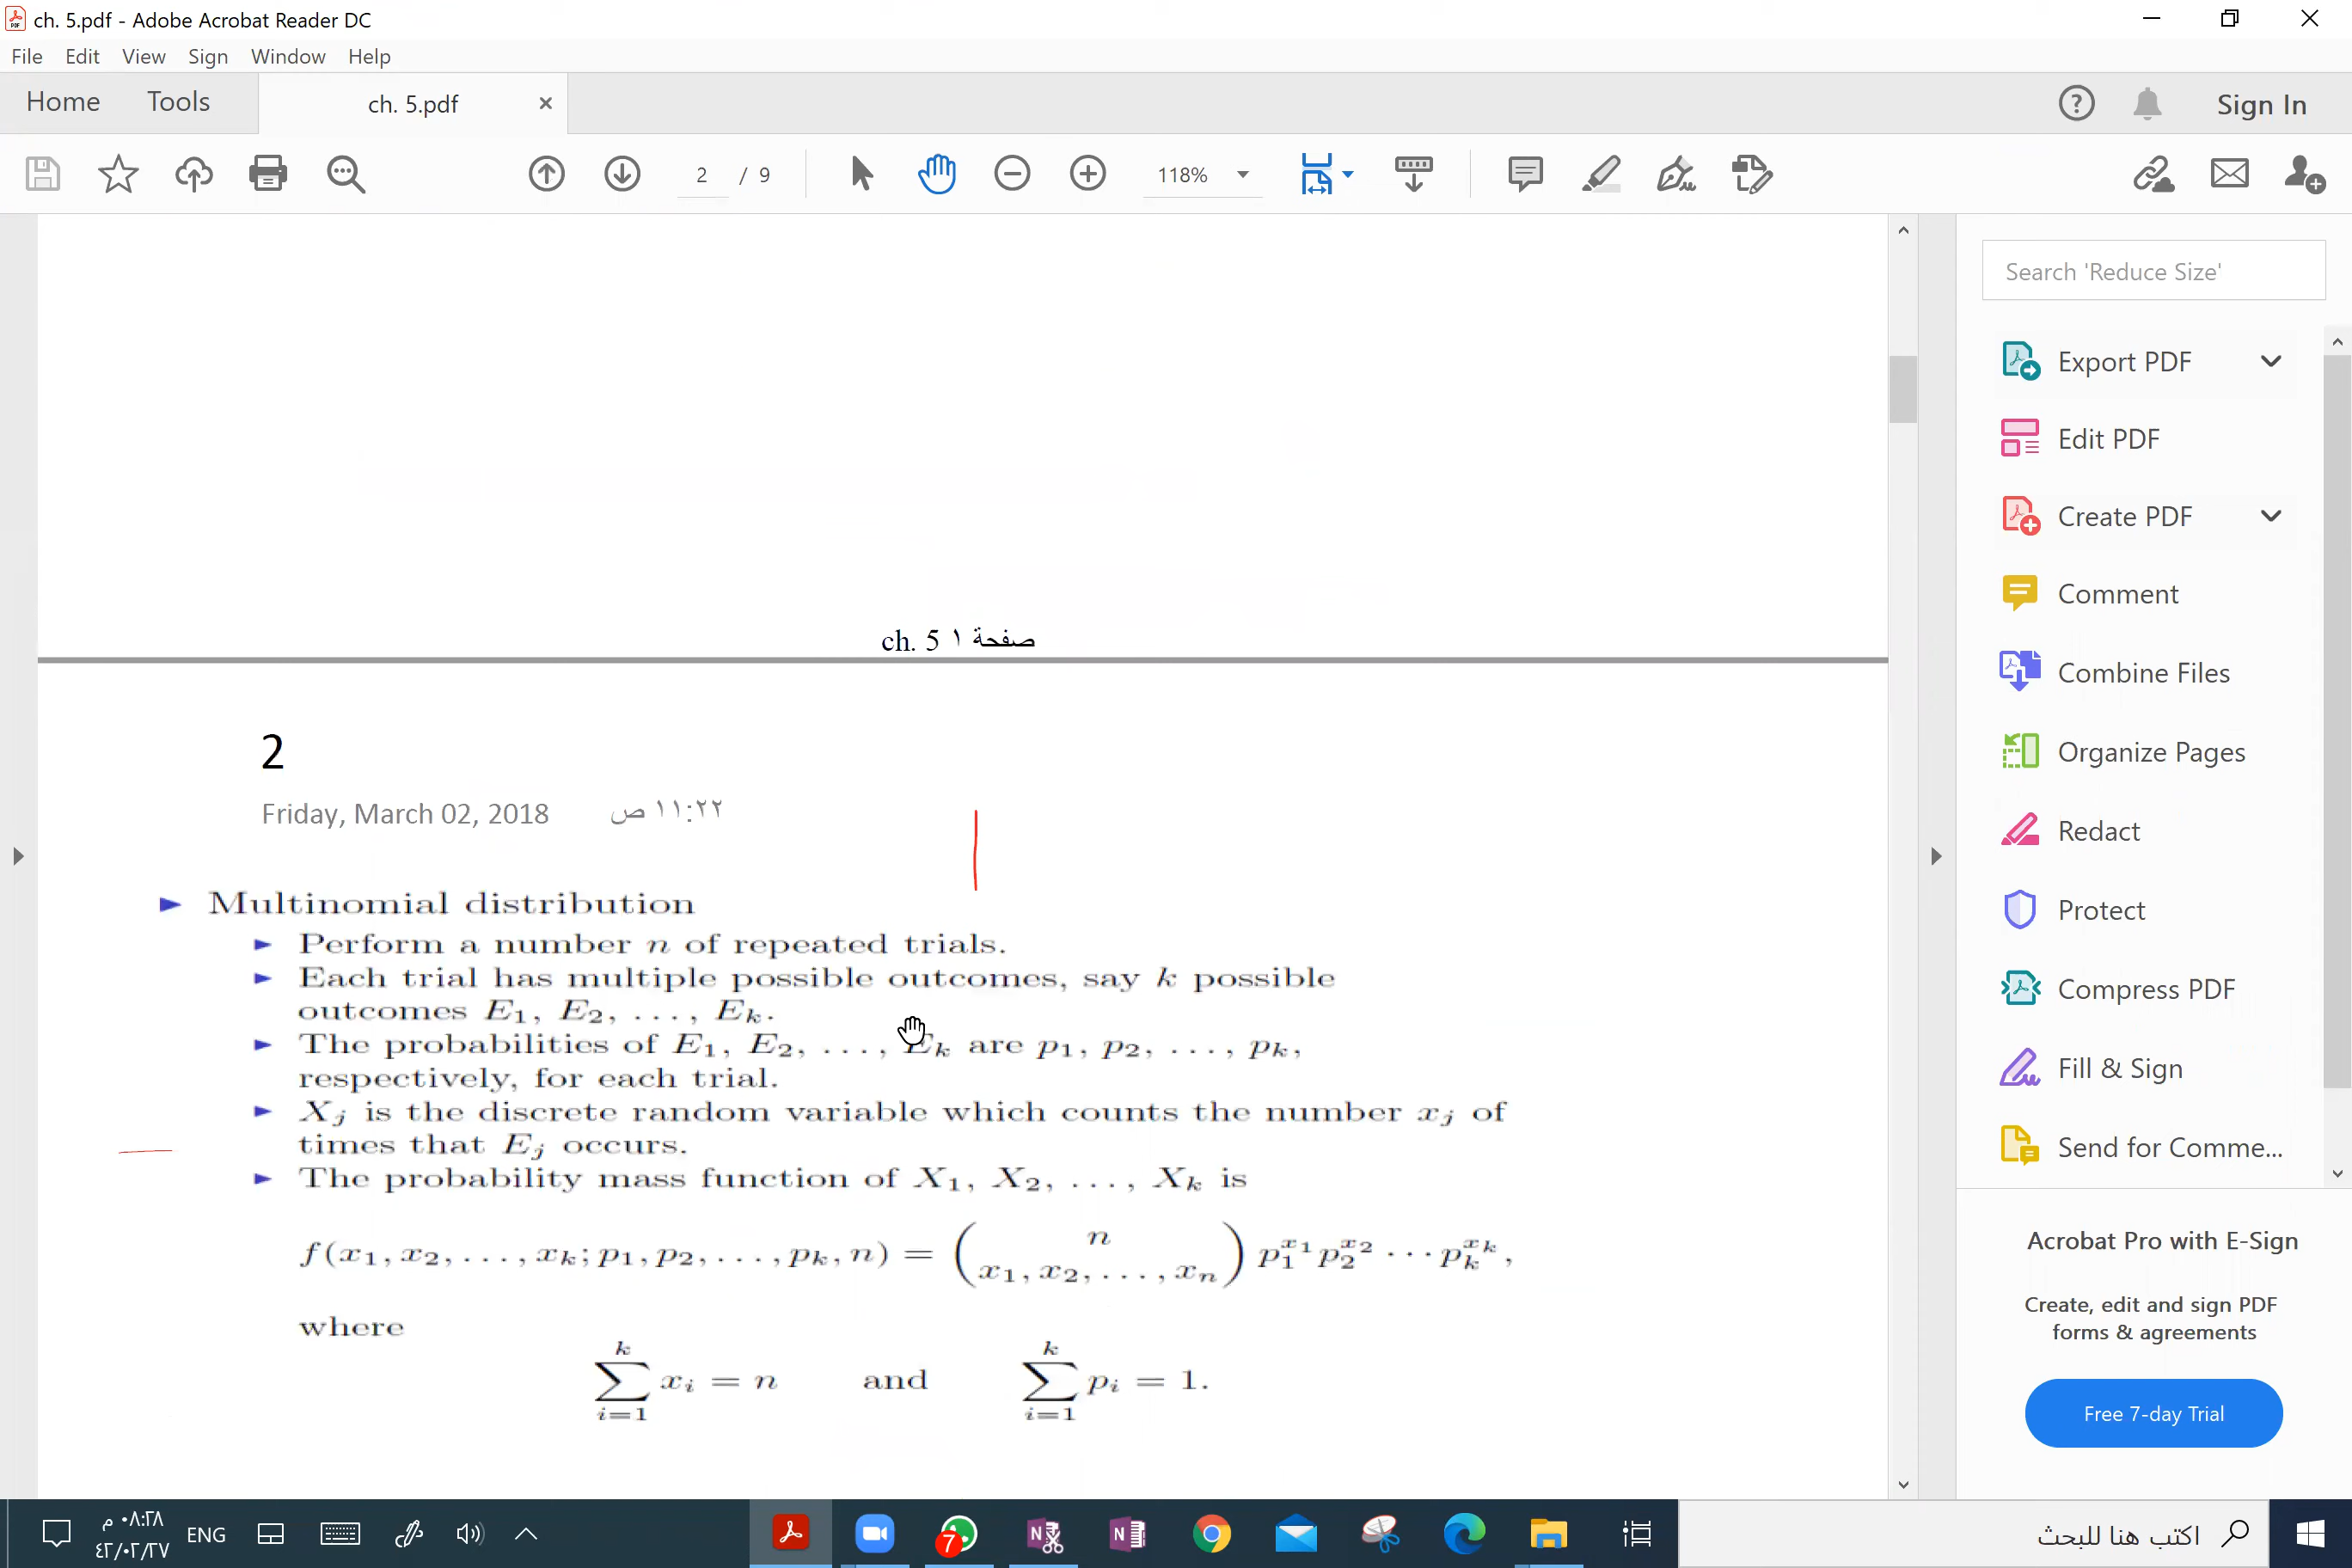 ch. 5.pdf - Adobe Acrobat Reader DC
File Edit View Sign Window Help
Home Tools ch. 5.pdf × Sign In
2 / 9 118%
Search 'Reduce Size'
Export PDF
Edit PDF
Create PDF
Comment
Combine Files
Organize Pages
Redact
Protect
Compress PDF
Fill & Sign
Send for Comme...
Acrobat Pro with E-Sign
Create, edit and sign PDF
forms & agreements
Free 7-day Trial
ch. 5 صفحة ١
2
Friday, March 02, 2018 ١١:٢٢ ص
► Multinomial distribution
► Perform a number n of repeated trials.
► Each trial has multiple possible outcomes, say k possible
outcomes E₁, E₂, ..., Eₖ.
► The probabilities of E₁, E₂, ..., Eₖ are p₁, p₂, ..., pₖ,
respectively, for each trial.
► Xⱼ is the discrete random variable which counts the number xⱼ of
times that Eⱼ occurs.
► The probability mass function of X₁, X₂, ..., Xₖ is
f(x₁, x₂, ..., xₖ; p₁, p₂, ..., pₖ, n) = (n x₁, x₂, ..., xₙ) p₁^x₁ p₂^x₂ ··· pₖ^xₖ,
where
∑_{i=1}^{k} xᵢ = n and ∑_{i=1}^{k} pᵢ = 1.
٠٨:٢٨ م
٤٢/٠٢/٢٧
ENG
7
اكتب هنا للبحث